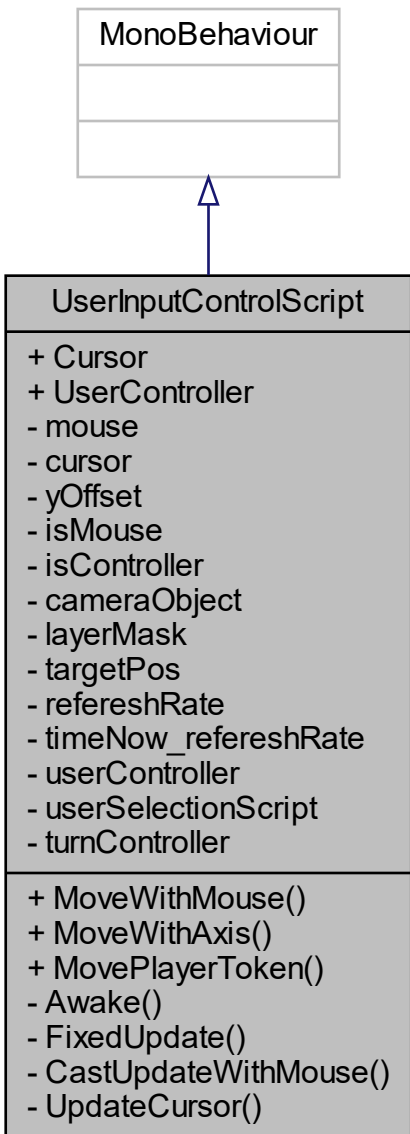 MonoBehaviour
UserInputControlScript
+ Cursor
+ UserController
- mouse
- cursor
- yOffset
- isMouse
- isController
- cameraObject
- layerMask
- targetPos
- refereshRate
- timeNow_refereshRate
- userController
- userSelectionScript
- turnController
+ MoveWithMouse()
+ MoveWithAxis()
+ MovePlayerToken()
- Awake()
- FixedUpdate()
- CastUpdateWithMouse()
- UpdateCursor()